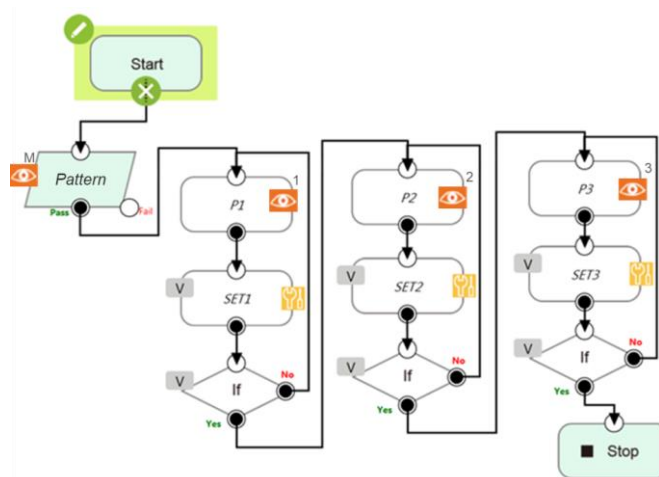 Start
M
Pattern
Pass
Fail
1
P1
V
SET1
V
If
No
Yes
2
P2
V
SET2
V
If
No
Yes
3
P3
V
SET3
V
If
No
Yes
Stop